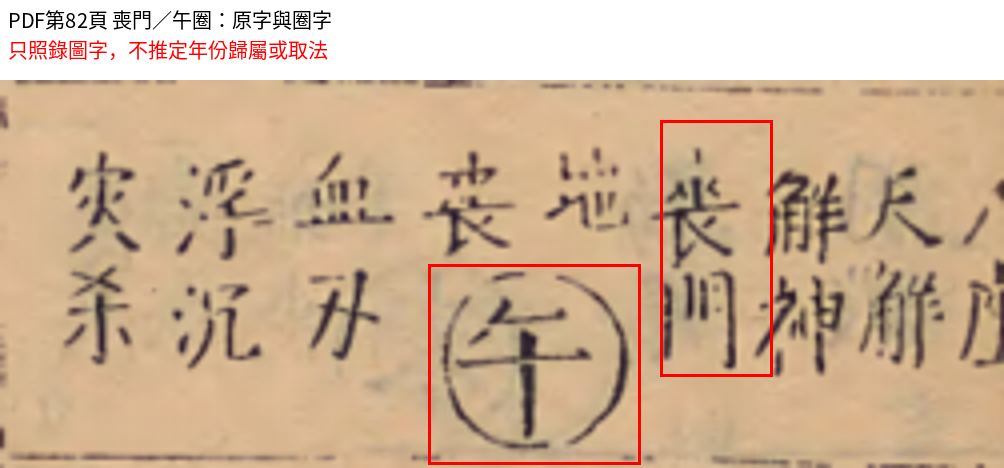 PDF第82頁 喪門／午圈：原字與圈字
只照錄圖字，不推定年份歸屬或取法
天觧
觧神
喪門
地喪
午
血刃
浮沉
灾杀